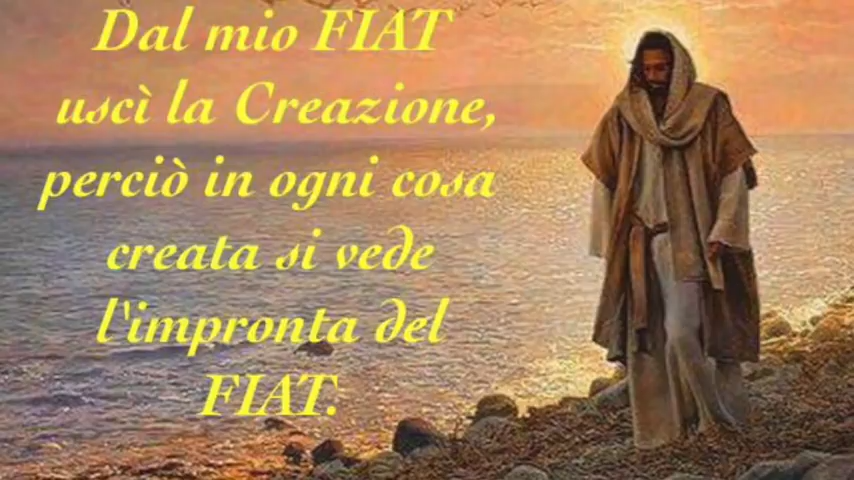 Dal mio FIAT
uscì la Creazione,
perciò in ogni cosa
creata si vede
l'impronta del
FIAT.